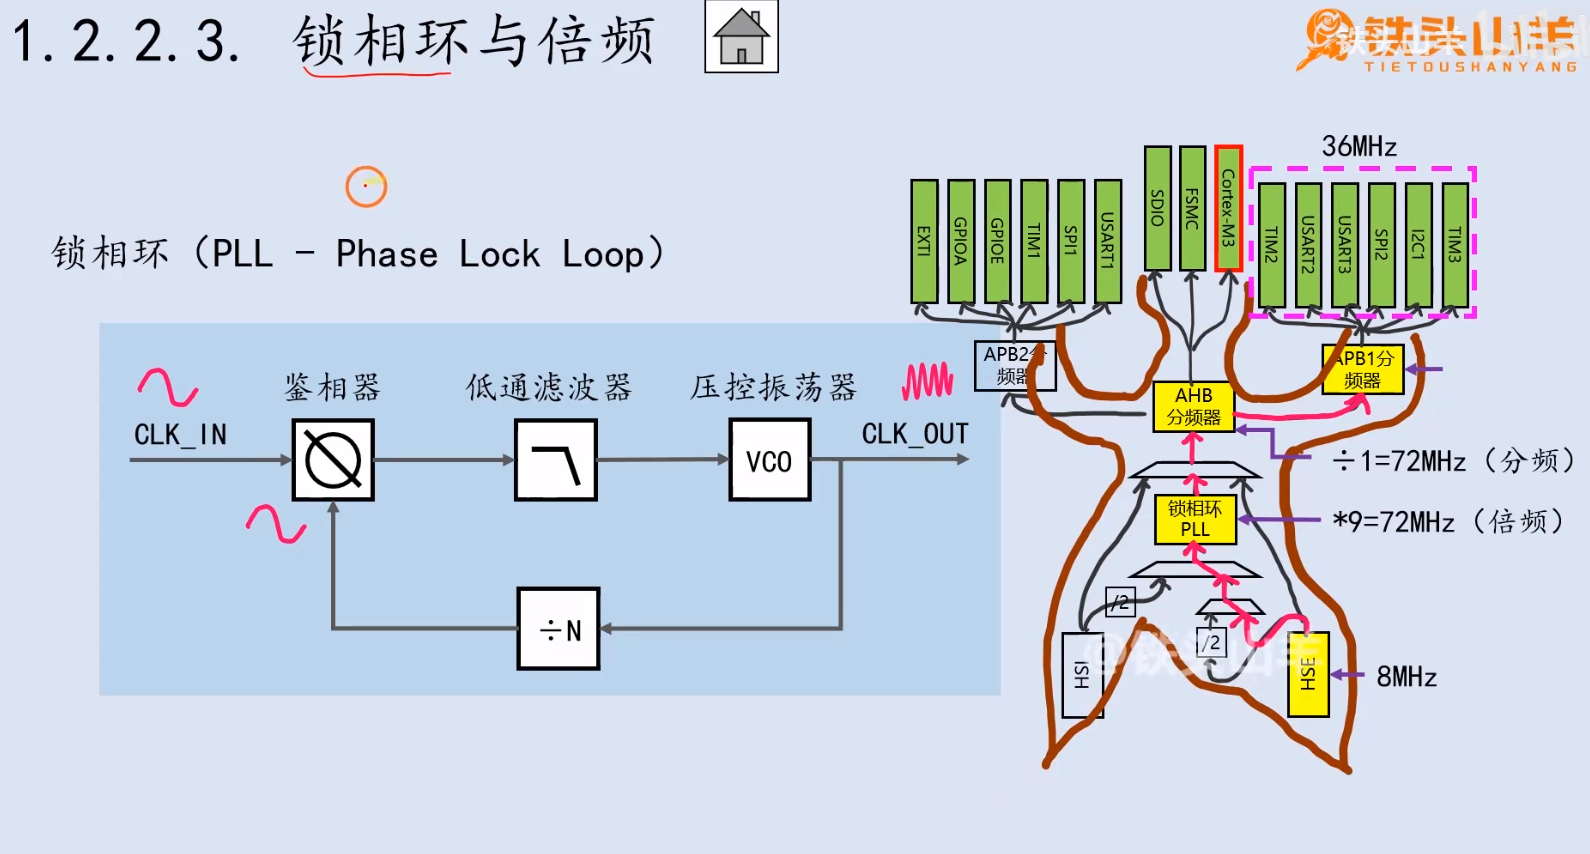 1.2.2.3. 锁相环与倍频
铁头山羊
TIETOUSHANYANG
锁相环（PLL - Phase Lock Loop）
鉴相器
低通滤波器
压控振荡器
CLK_IN
VCO
CLK_OUT
÷N
36MHz
EXTI
GPIOA
GPIOE
TIM1
SPI1
USART1
SDIO
FSMC
Cortex-M3
TIM2
USART2
USART3
SPI2
I2C1
TIM3
APB2分
频器
AHB
分频器
APB1分
频器
÷1=72MHz（分频）
锁相环
PLL
*9=72MHz（倍频）
/2
/2
HSI
HSE
8MHz
@铁头山羊